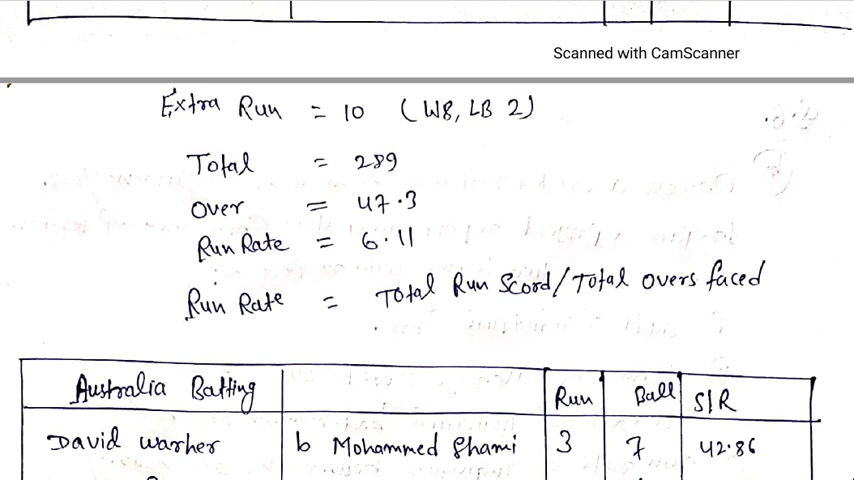 Scanned with CamScanner
Extra Run = 10 (W8, LB 2)
Total = 289
Over = 47.3
Run Rate = 6.11
Run Rate = Total Run Scord/Total overs faced
Australia Batting Run Ball S/R
David warher b Mohammed Shami 3 7 42.86